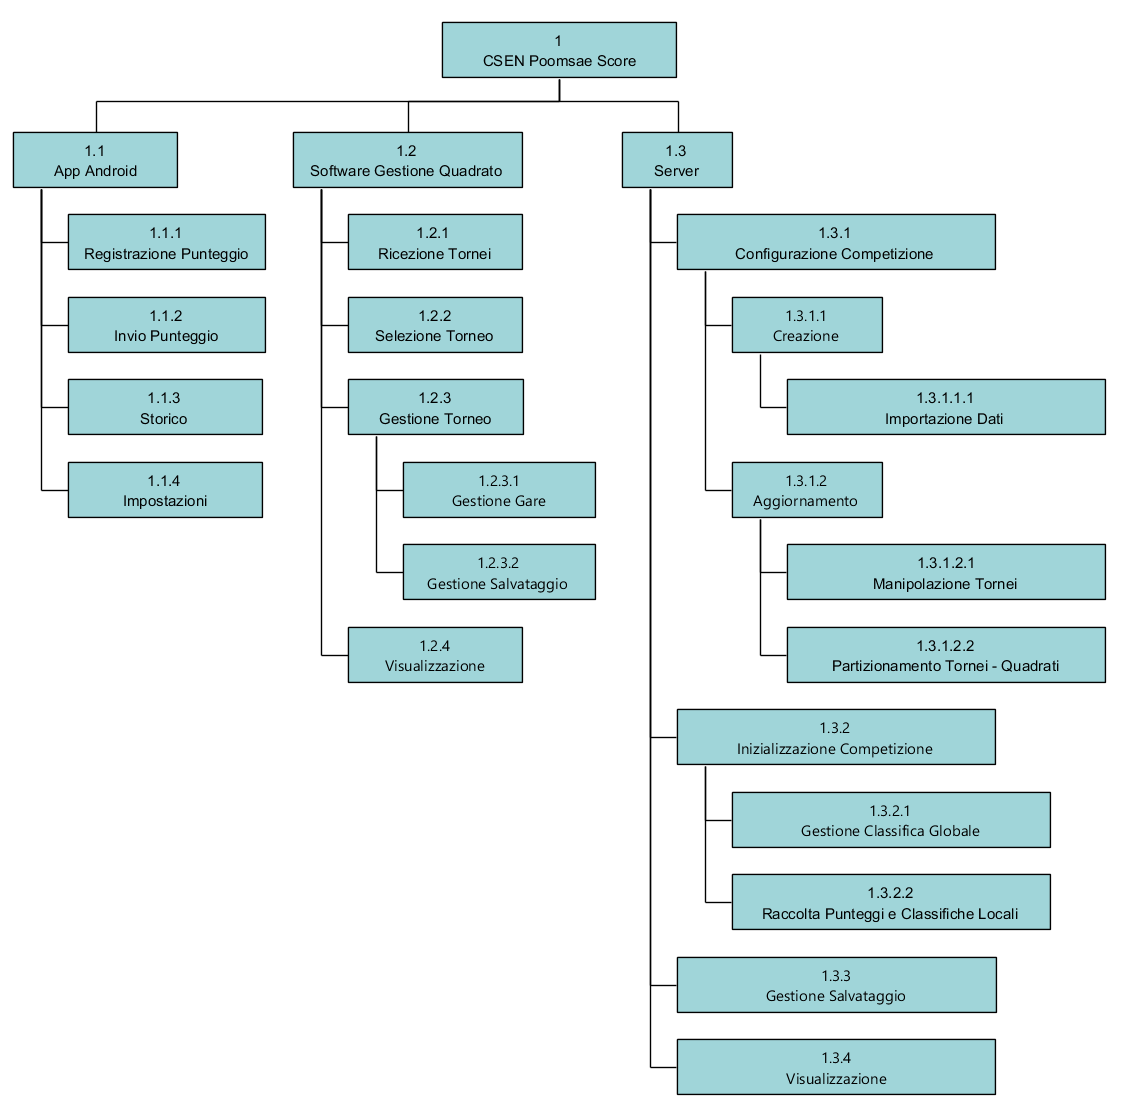 1
CSEN Poomsae Score
1.1
App Android
1.1.1
Registrazione Punteggio
1.1.2
Invio Punteggio
1.1.3
Storico
1.1.4
Impostazioni
1.2
Software Gestione Quadrato
1.2.1
Ricezione Tornei
1.2.2
Selezione Torneo
1.2.3
Gestione Torneo
1.2.3.1
Gestione Gare
1.2.3.2
Gestione Salvataggio
1.2.4
Visualizzazione
1.3
Server
1.3.1
Configurazione Competizione
1.3.1.1
Creazione
1.3.1.1.1
Importazione Dati
1.3.1.2
Aggiornamento
1.3.1.2.1
Manipolazione Tornei
1.3.1.2.2
Partizionamento Tornei - Quadrati
1.3.2
Inizializzazione Competizione
1.3.2.1
Gestione Classifica Globale
1.3.2.2
Raccolta Punteggi e Classifiche Locali
1.3.3
Gestione Salvataggio
1.3.4
Visualizzazione